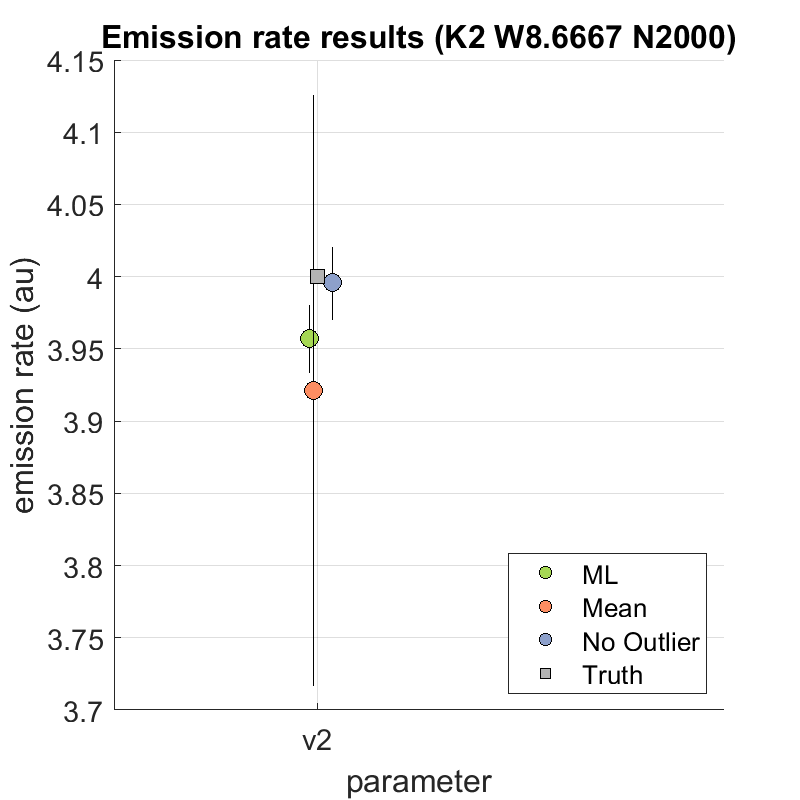 Emission rate results (K2 W8.6667 N2000)
4.15
4.1
4.05
4
3.95
3.9
3.85
3.8
3.75
3.7
emission rate (au)
ML
Mean
No Outlier
Truth
v2
parameter